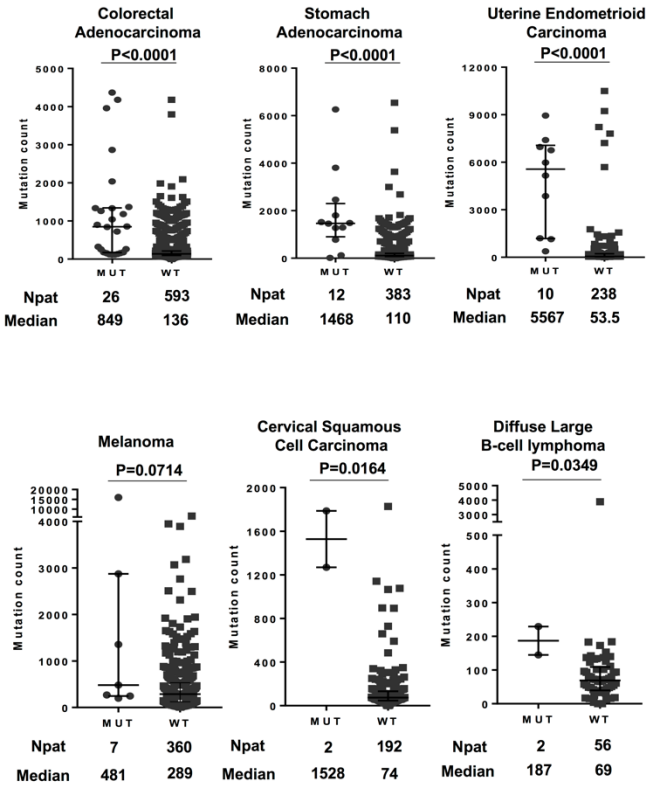 Colorectal
Adenocarcinoma
P<0.0001
5000
4000
3000
2000
1000
0
Mutation count
MUT WT
Npat 26 593
Median 849 136
Stomach
Adenocarcinoma
P<0.0001
8000
6000
4000
2000
0
Mutation count
MUT WT
Npat 12 383
Median 1468 110
Uterine Endometrioid
Carcinoma
P<0.0001
12000
9000
6000
3000
0
Mutation count
MUT WT
Npat 10 238
Median 5567 53.5
Melanoma
P=0.0714
20000
15000
10000
4000
3000
2000
1000
0
Mutation count
MUT WT
Npat 7 360
Median 481 289
Cervical Squamous
Cell Carcinoma
P=0.0164
2000
1600
1200
800
400
0
Mutation count
MUT WT
Npat 2 192
Median 1528 74
Diffuse Large
B-cell lymphoma
P=0.0349
5000
4000
3000
500
400
300
200
100
0
Mutation count
MUT WT
Npat 2 56
Median 187 69